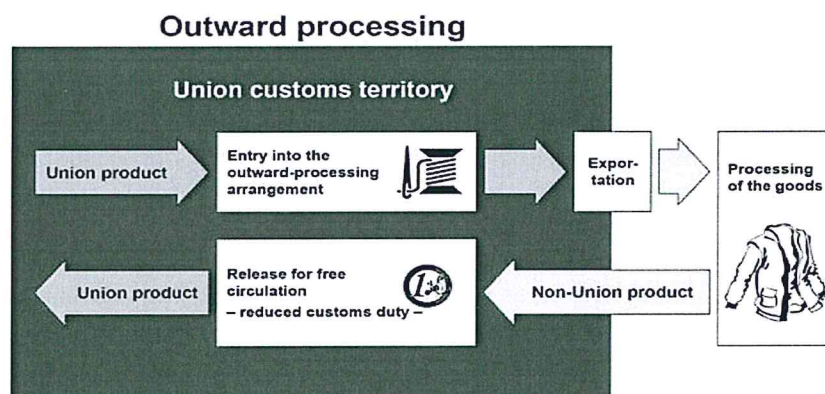 Outward processing
Union customs territory
Union product
Entry into the
outward-processing
arrangement
Expor-
tation
Processing
of the goods
Union product
Release for free
circulation
– reduced customs duty –
1
Non-Union product